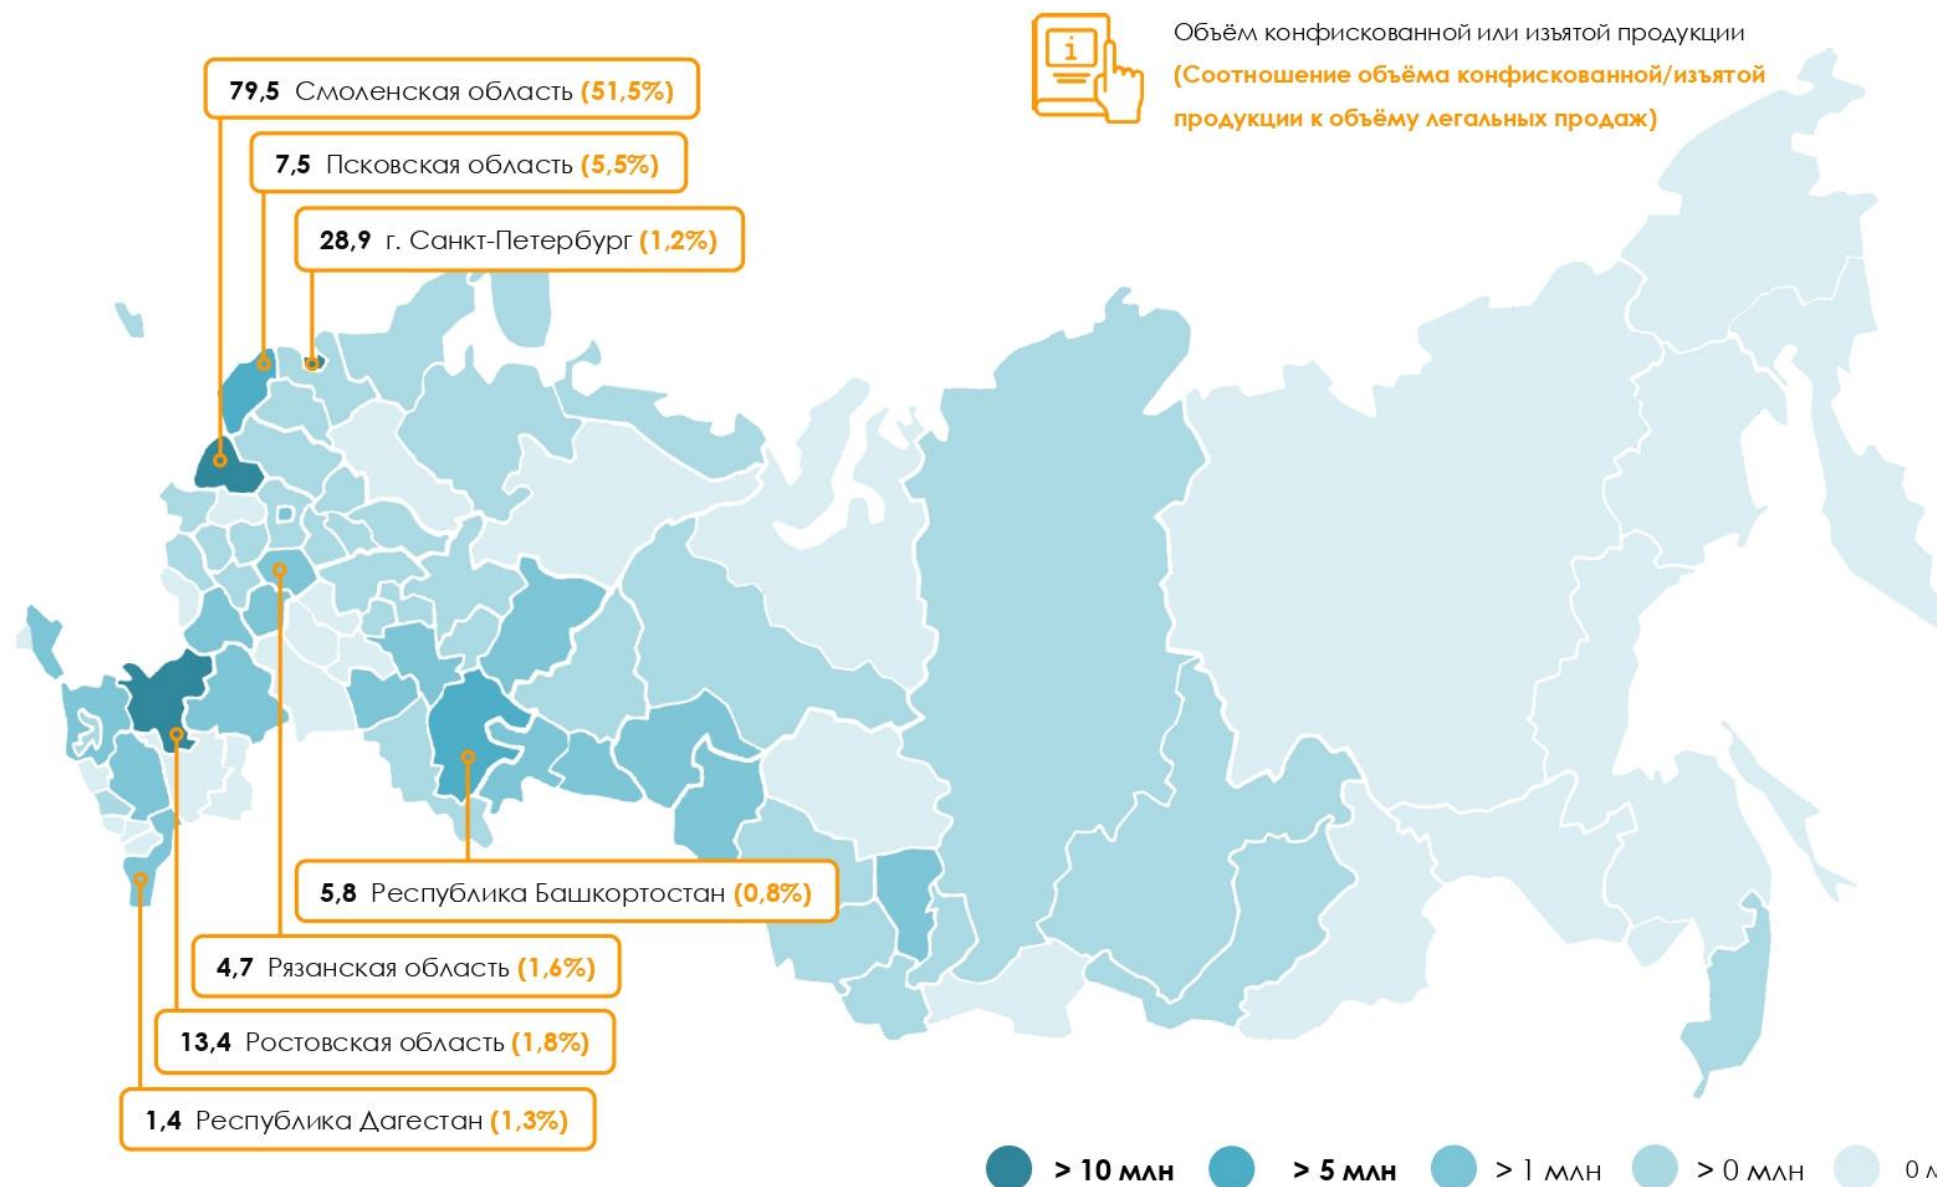 Объём конфискованной или изъятой продукции
(Соотношение объёма конфискованной/изъятой
продукции к объёму легальных продаж)
79,5 Смоленская область (51,5%)
7,5 Псковская область (5,5%)
28,9 г. Санкт-Петербург (1,2%)
5,8 Республика Башкортостан (0,8%)
4,7 Рязанская область (1,6%)
13,4 Ростовская область (1,8%)
1,4 Республика Дагестан (1,3%)
> 10 млн
> 5 млн
> 1 млн
> 0 млн
0